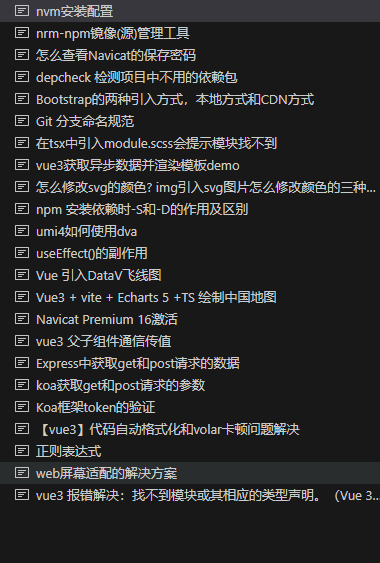 nvm安装配置
nrm-npm镜像(源)管理工具
怎么查看Navicat的保存密码
depcheck 检测项目中不用的依赖包
Bootstrap的两种引入方式，本地方式和CDN方式
Git 分支命名规范
在tsx中引入module.scss会提示模块找不到
vue3获取异步数据并渲染模板demo
怎么修改svg的颜色? img引入svg图片怎么修改颜色的三种...
npm 安装依赖时-S和-D的作用及区别
umi4如何使用dva
useEffect()的副作用
Vue 引入DataV飞线图
Vue3 + vite + Echarts 5 +TS 绘制中国地图
Navicat Premium 16激活
vue3 父子组件通信传值
Express中获取get和post请求的数据
koa获取get和post请求的参数
Koa框架token的验证
【vue3】代码自动格式化和volar卡顿问题解决
正则表达式
web屏幕适配的解决方案
vue3 报错解决：找不到模块或其相应的类型声明。（Vue 3...